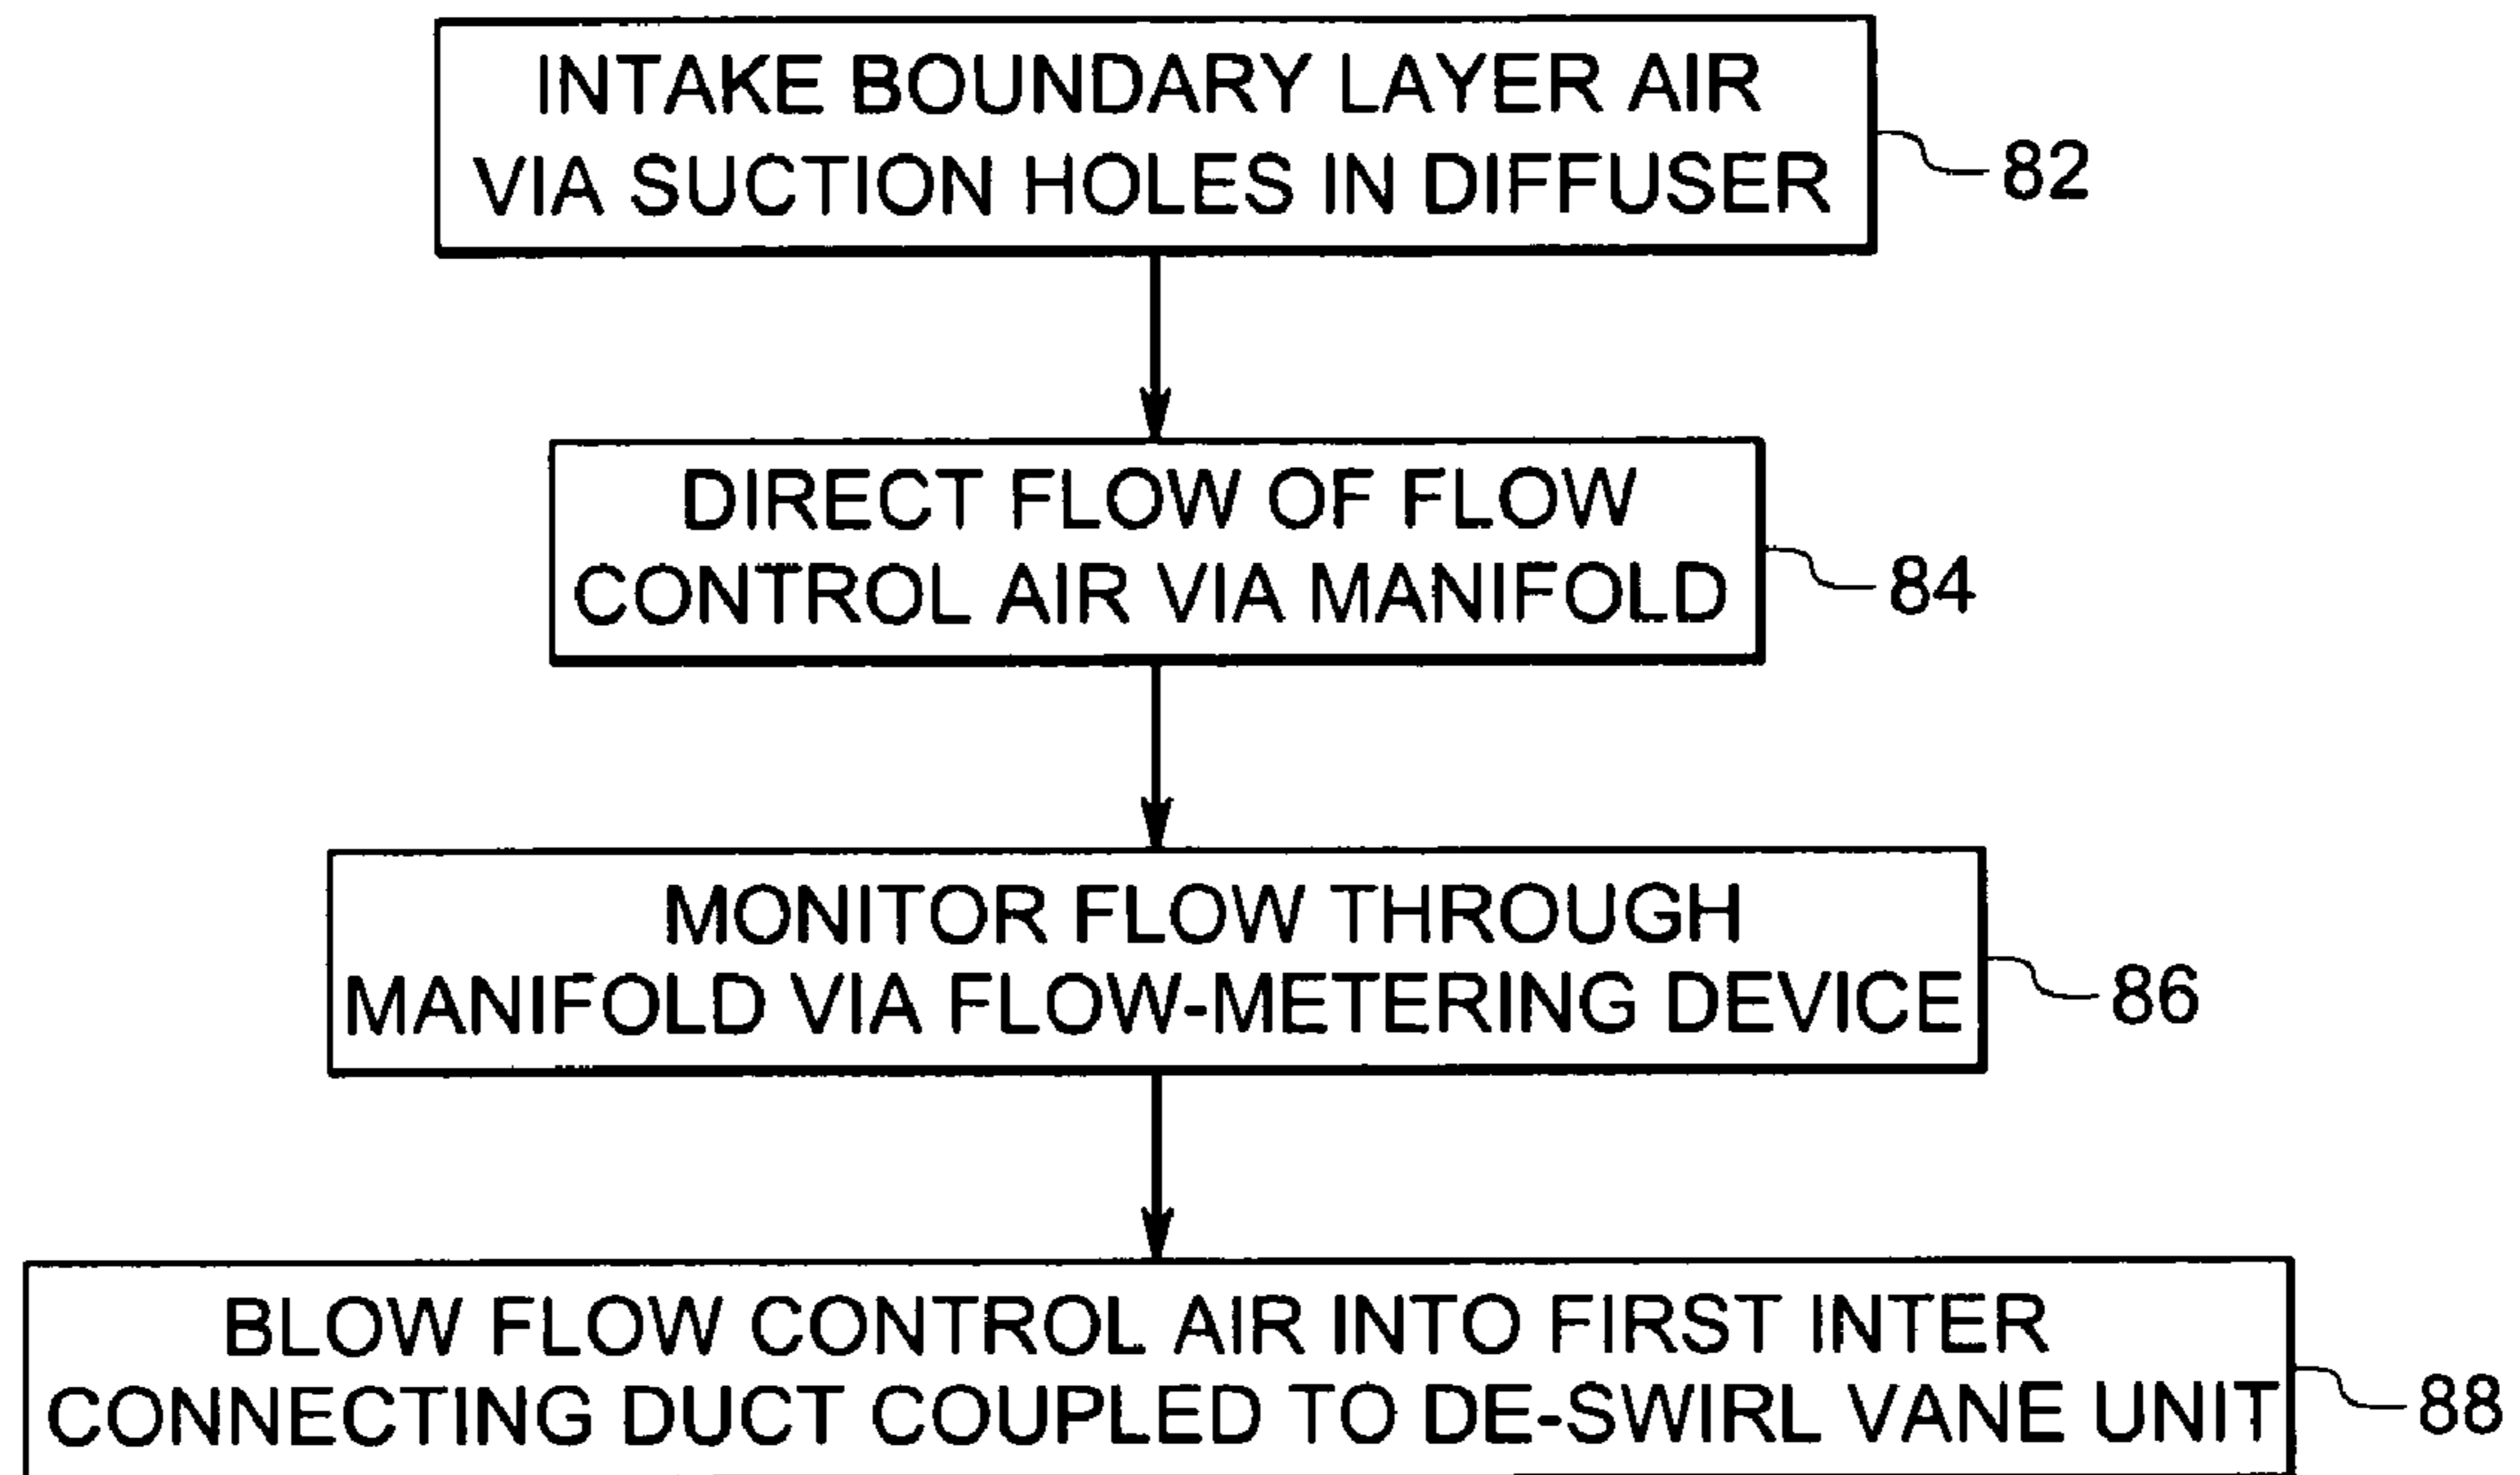 INTAKE BOUNDARY LAYER AIR
VIA SUCTION HOLES IN DIFFUSER
82
DIRECT FLOW OF FLOW
CONTROL AIR VIA MANIFOLD
84
MONITOR FLOW THROUGH
MANIFOLD VIA FLOW-METERING DEVICE
86
BLOW FLOW CONTROL AIR INTO FIRST INTER
CONNECTING DUCT COUPLED TO DE-SWIRL VANE UNIT
88